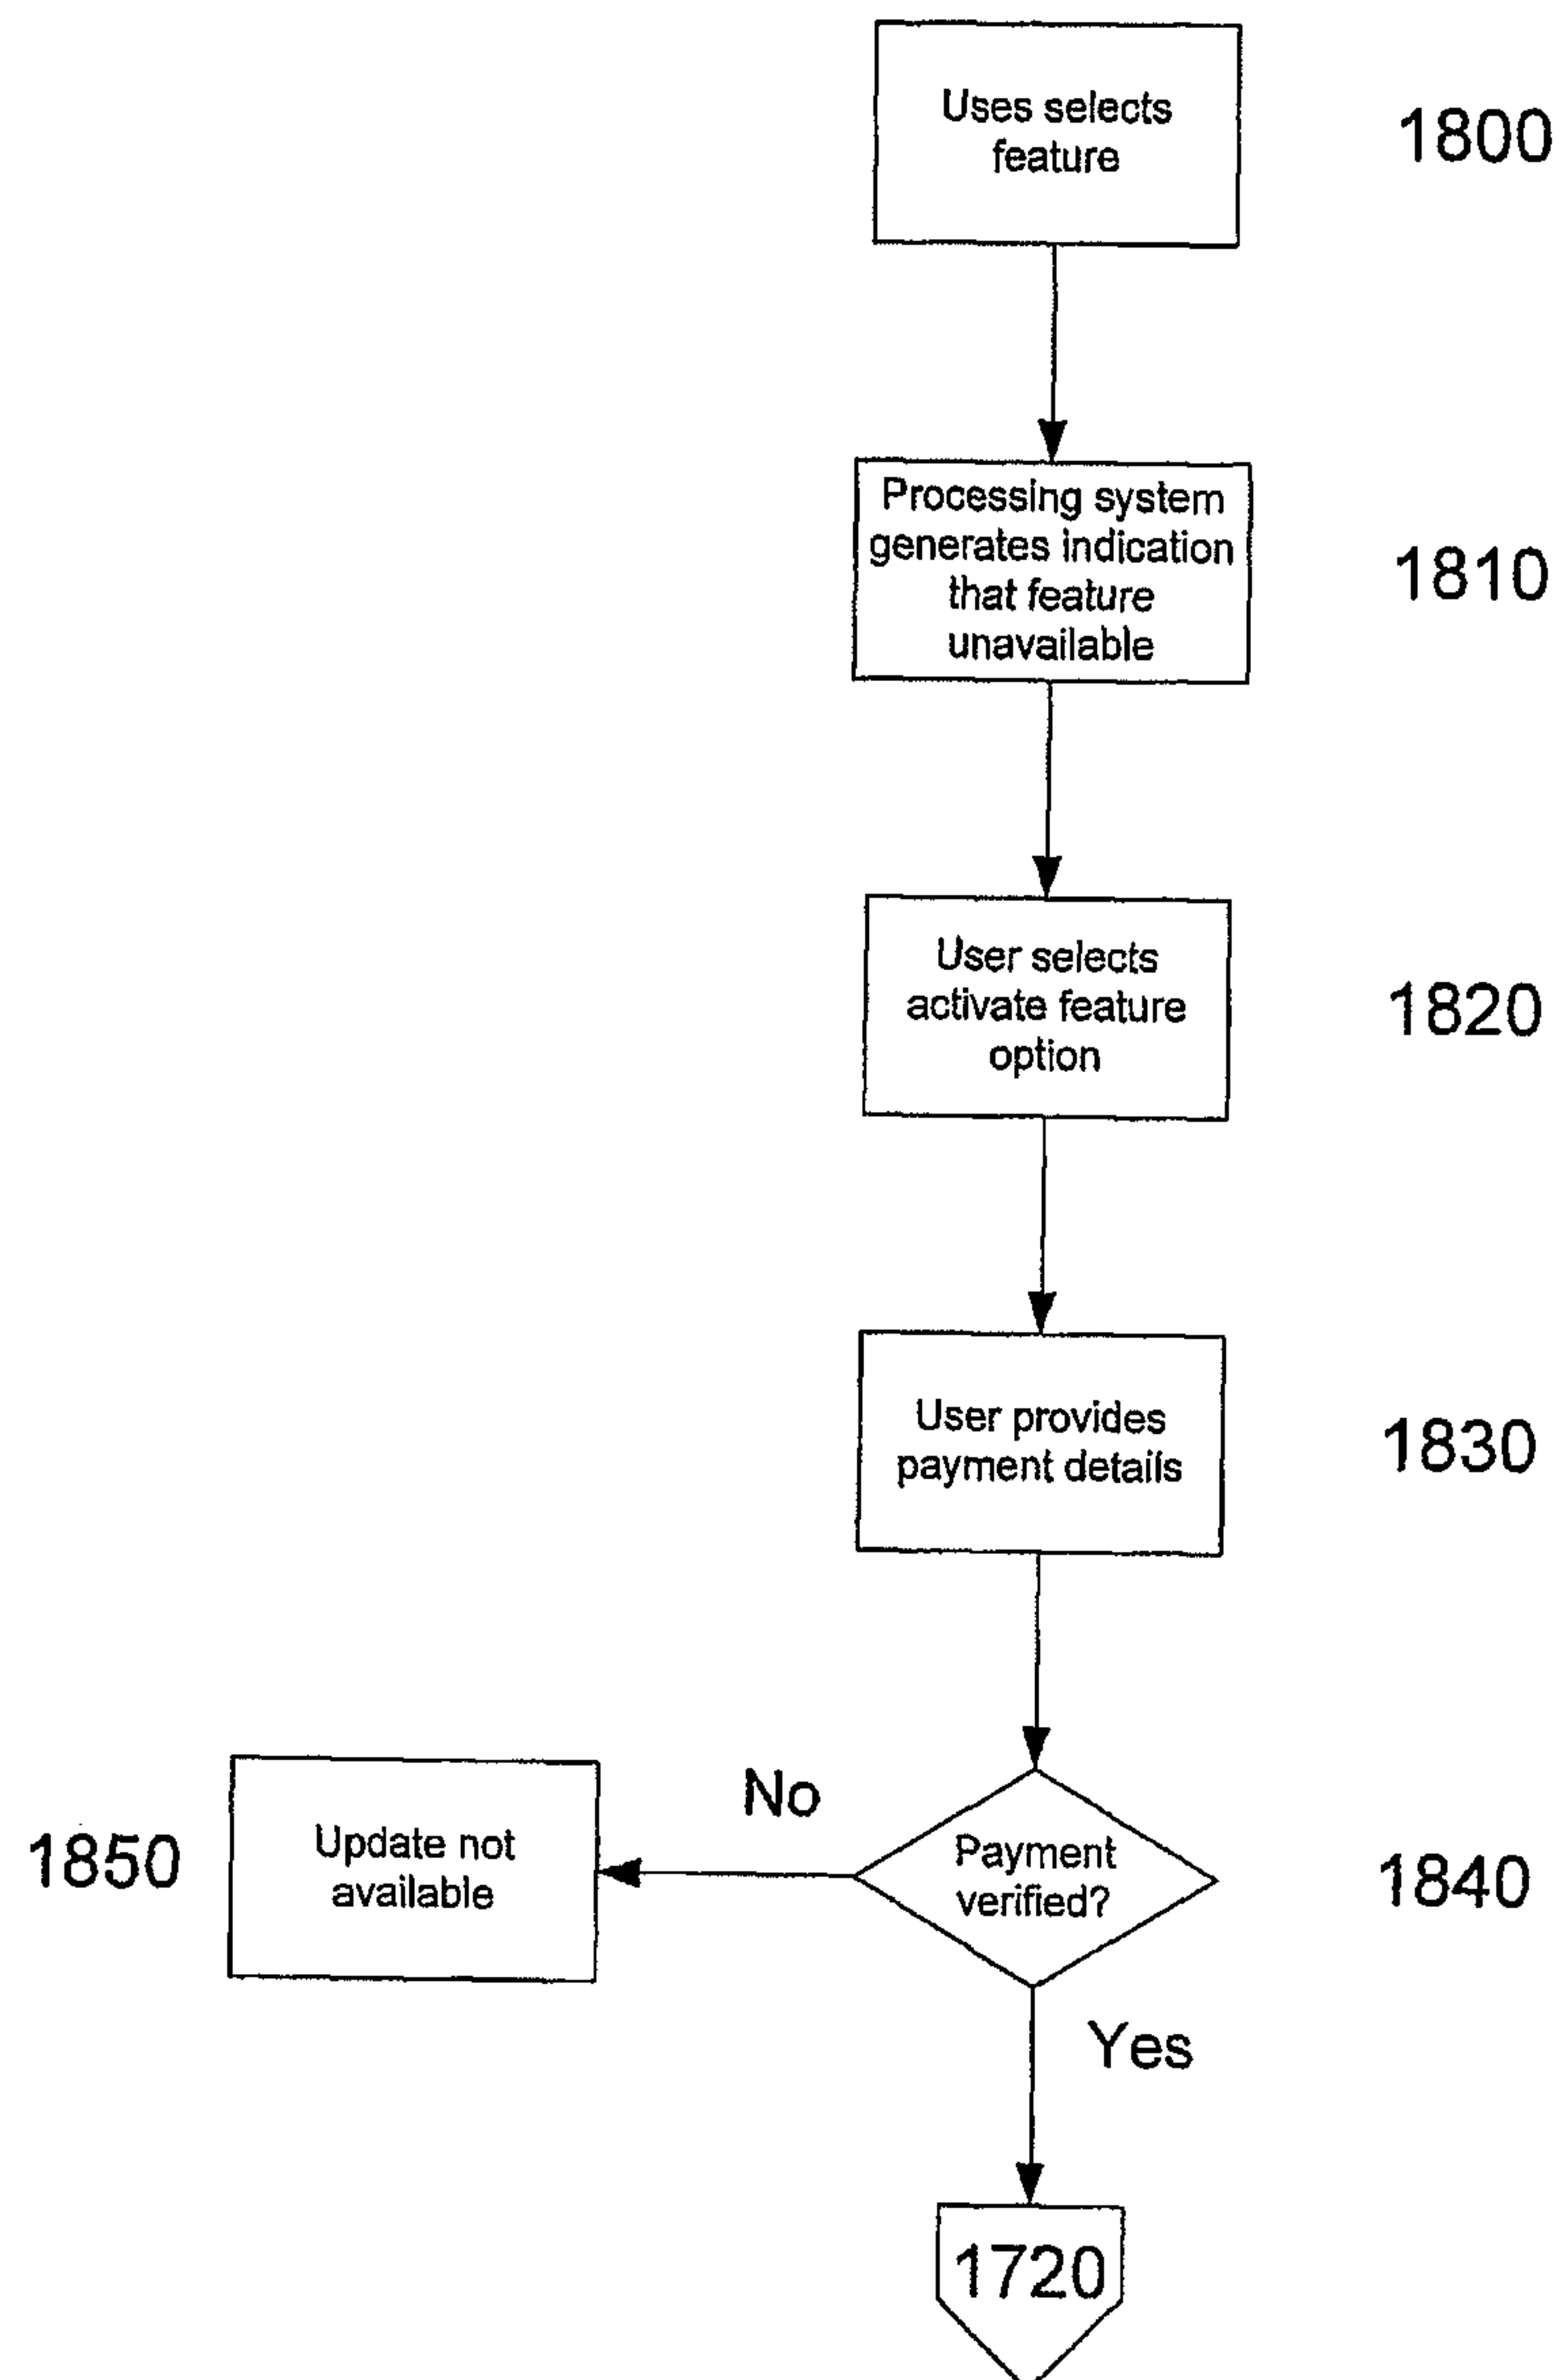 Uses selects
feature
1800
Processing system
generates indication
that feature
unavailable
1810
User selects
activate feature
option
1820
User provides
payment details
1830
No
Update not
available
1850
Payment
verified?
1840
Yes
1720